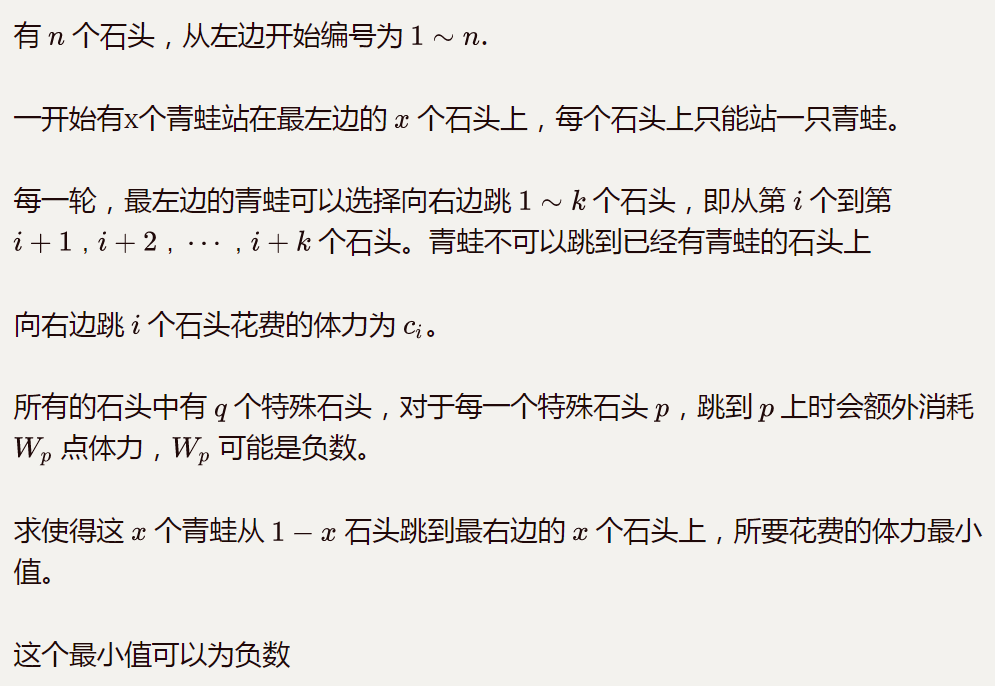 有 n 个石头，从左边开始编号为 1 ∼ n.
一开始有x个青蛙站在最左边的 x 个石头上，每个石头上只能站一只青蛙。
每一轮，最左边的青蛙可以选择向右边跳 1 ∼ k 个石头，即从第 i 个到第
i + 1 , i + 2 , ⋯ , i + k 个石头。青蛙不可以跳到已经有青蛙的石头上
向右边跳 i 个石头花费的体力为 c_i。
所有的石头中有 q 个特殊石头，对于每一个特殊石头 p，跳到 p 上时会额外消耗
W_p 点体力，W_p 可能是负数。
求使得这 x 个青蛙从 1 − x 石头跳到最右边的 x 个石头上，所要花费的体力最小
值。
这个最小值可以为负数